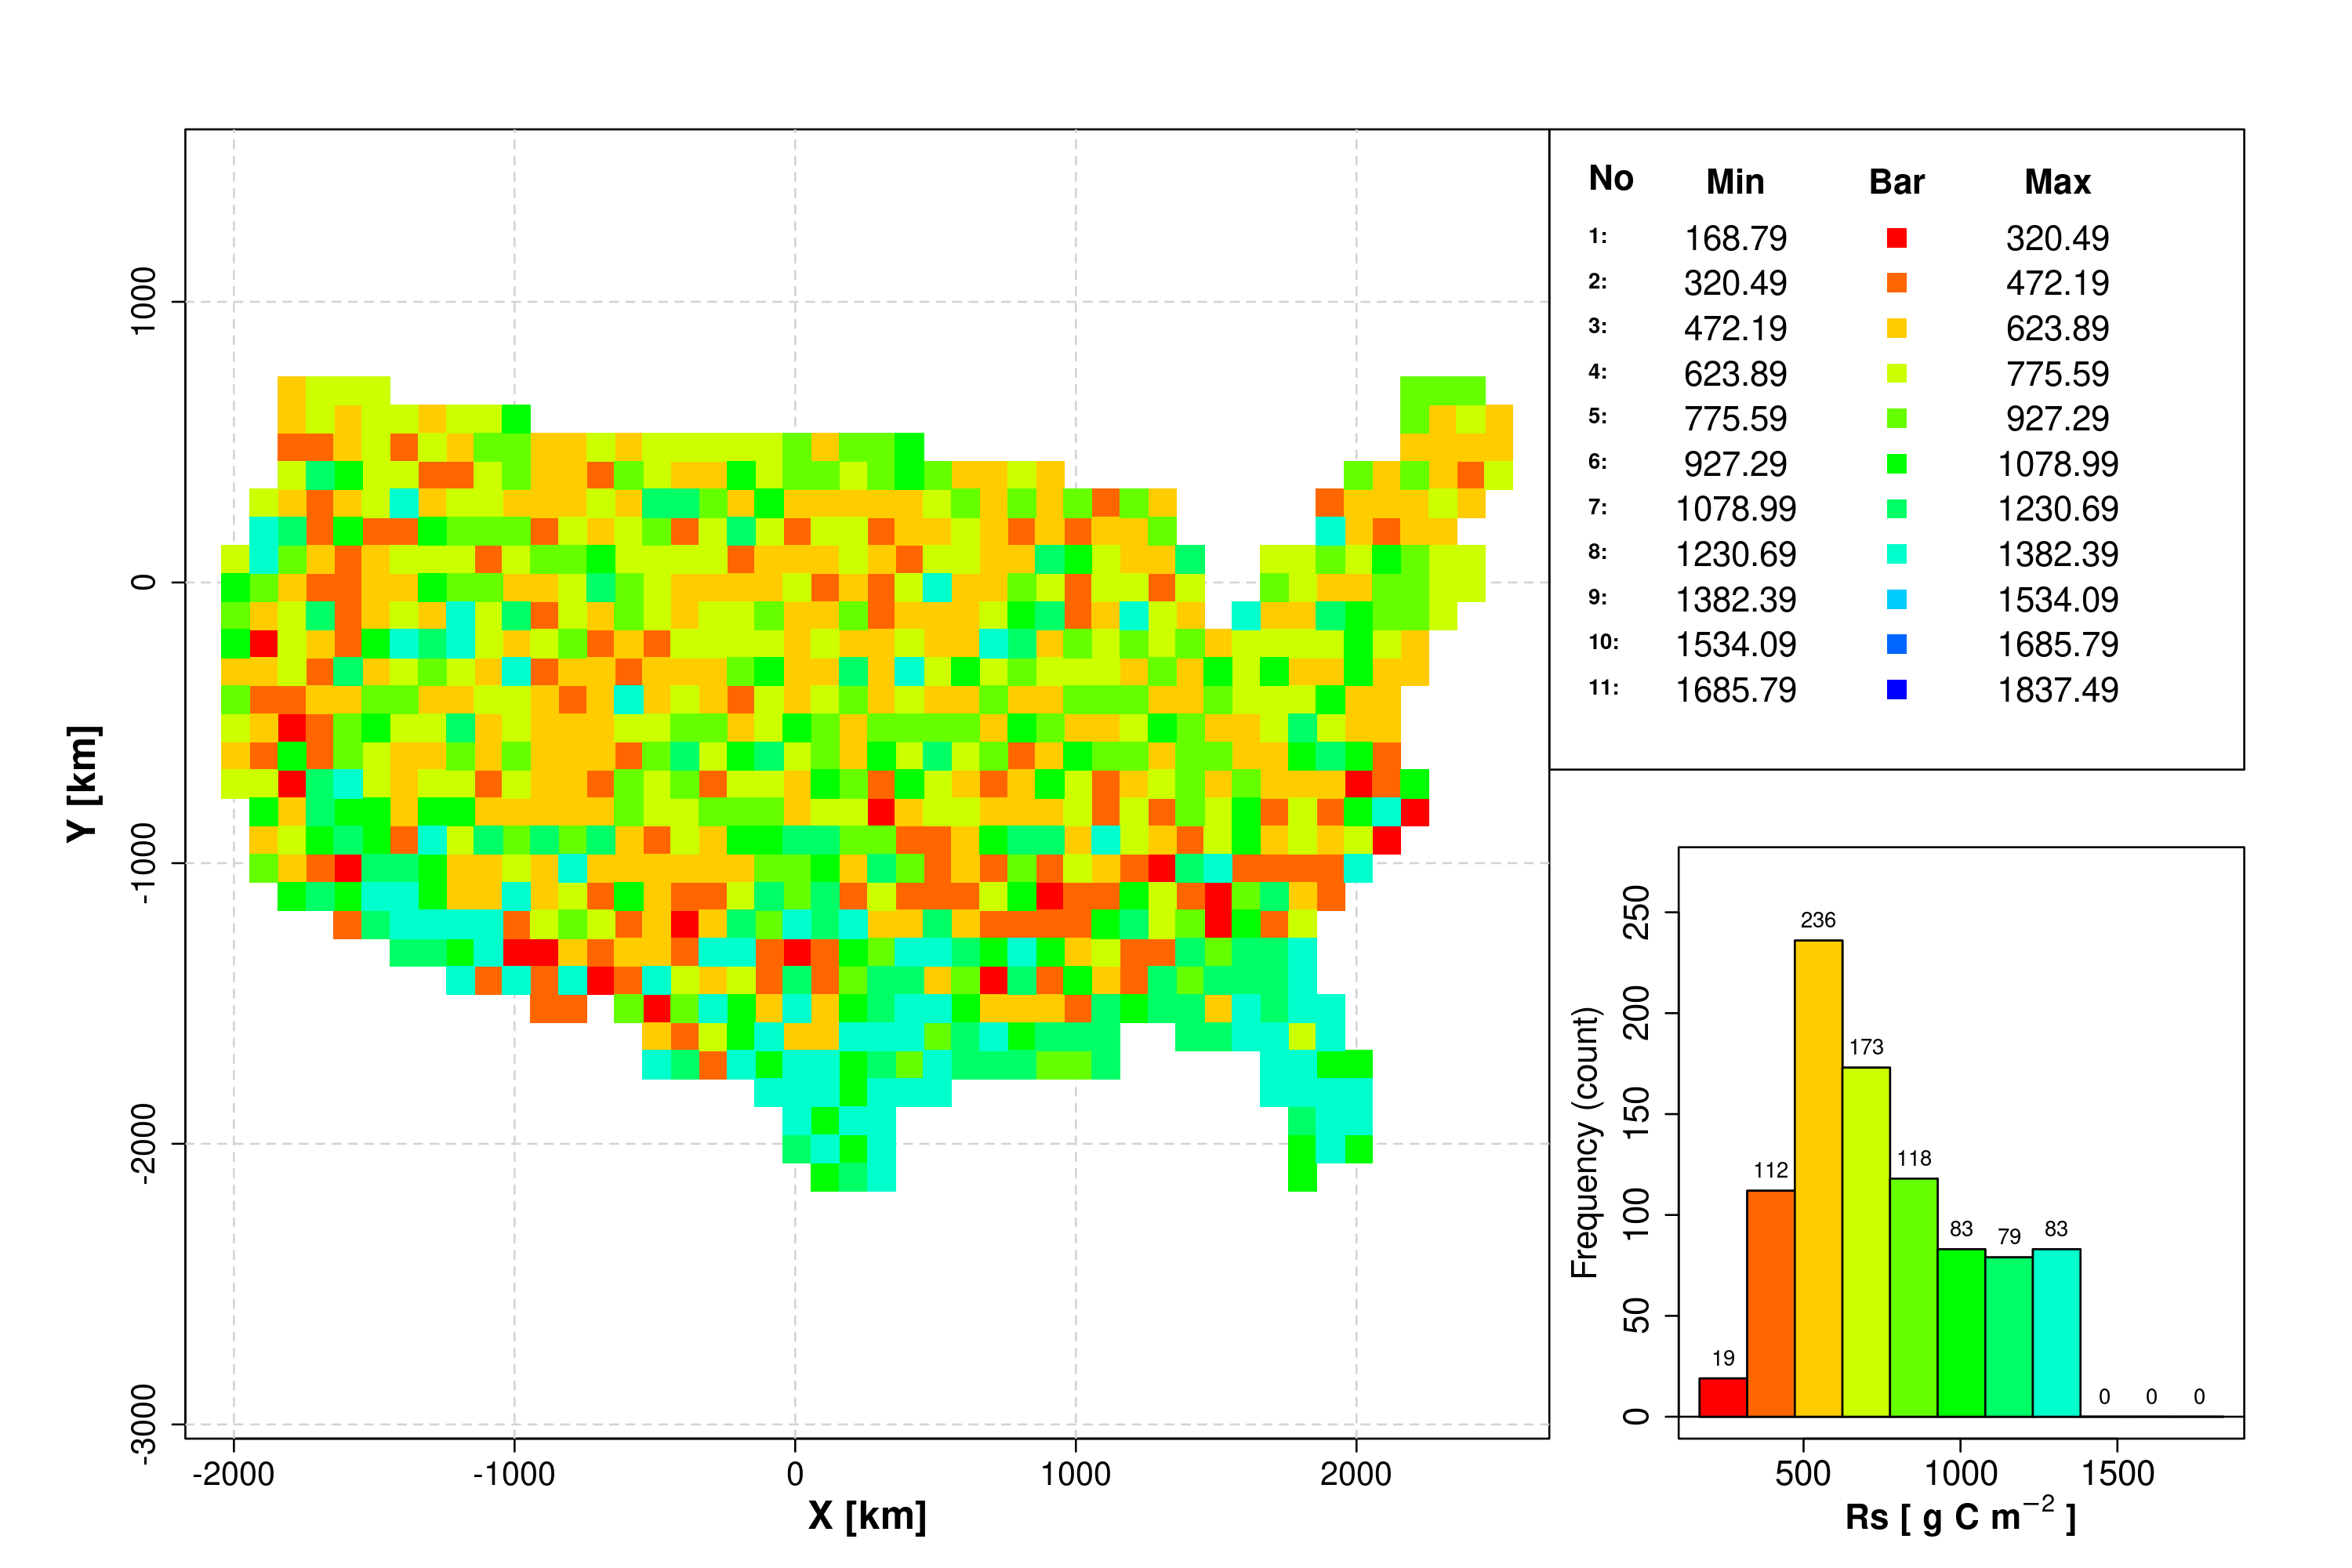 1000
0
-1000
-2000
-3000
Y [km]
-2000 -1000 0 1000 2000
X [km]
No Min Bar Max
1: 168.79 320.49
2: 320.49 472.19
3: 472.19 623.89
4: 623.89 775.59
5: 775.59 927.29
6: 927.29 1078.99
7: 1078.99 1230.69
8: 1230.69 1382.39
9: 1382.39 1534.09
10: 1534.09 1685.79
11: 1685.79 1837.49
Frequency (count)
250
200
150
100
50
0
19 112 236 173 118 83 79 83 0 0 0
500 1000 1500
Rs [ g C m−2 ]